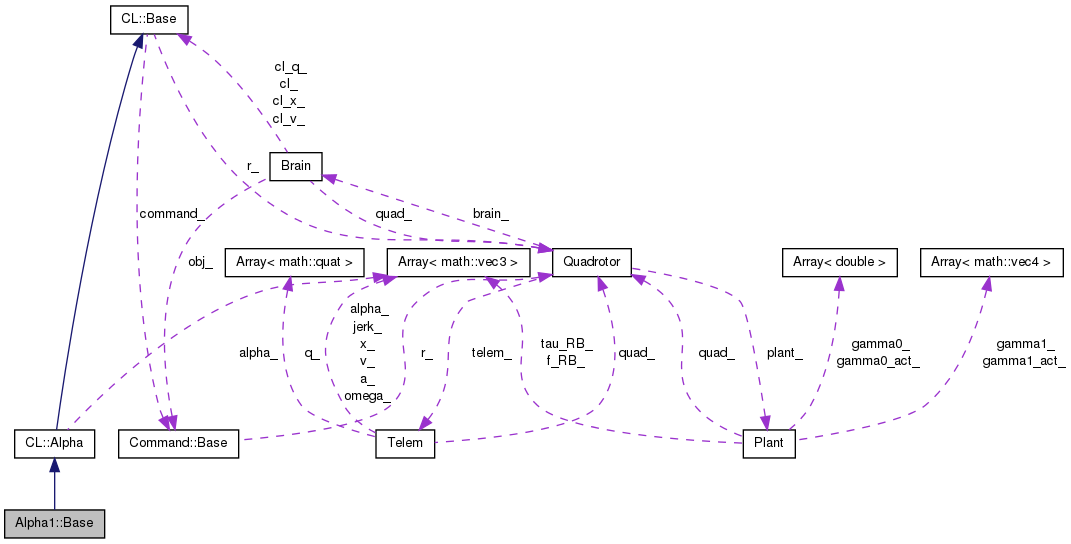 CL::Base
cl_q_
cl_
cl_x_
cl_v_
Brain
r_
command_
quad_
brain_
obj_
Array< math::quat >
Array< math::vec3 >
Quadrotor
Array< double >
Array< math::vec4 >
alpha_
q_
alpha_
jerk_
x_
v_
a_
omega_
r_
telem_
tau_RB_
f_RB_
quad_
quad_
plant_
gamma0_
gamma0_act_
gamma1_
gamma1_act_
CL::Alpha
Command::Base
Telem
Plant
Alpha1::Base